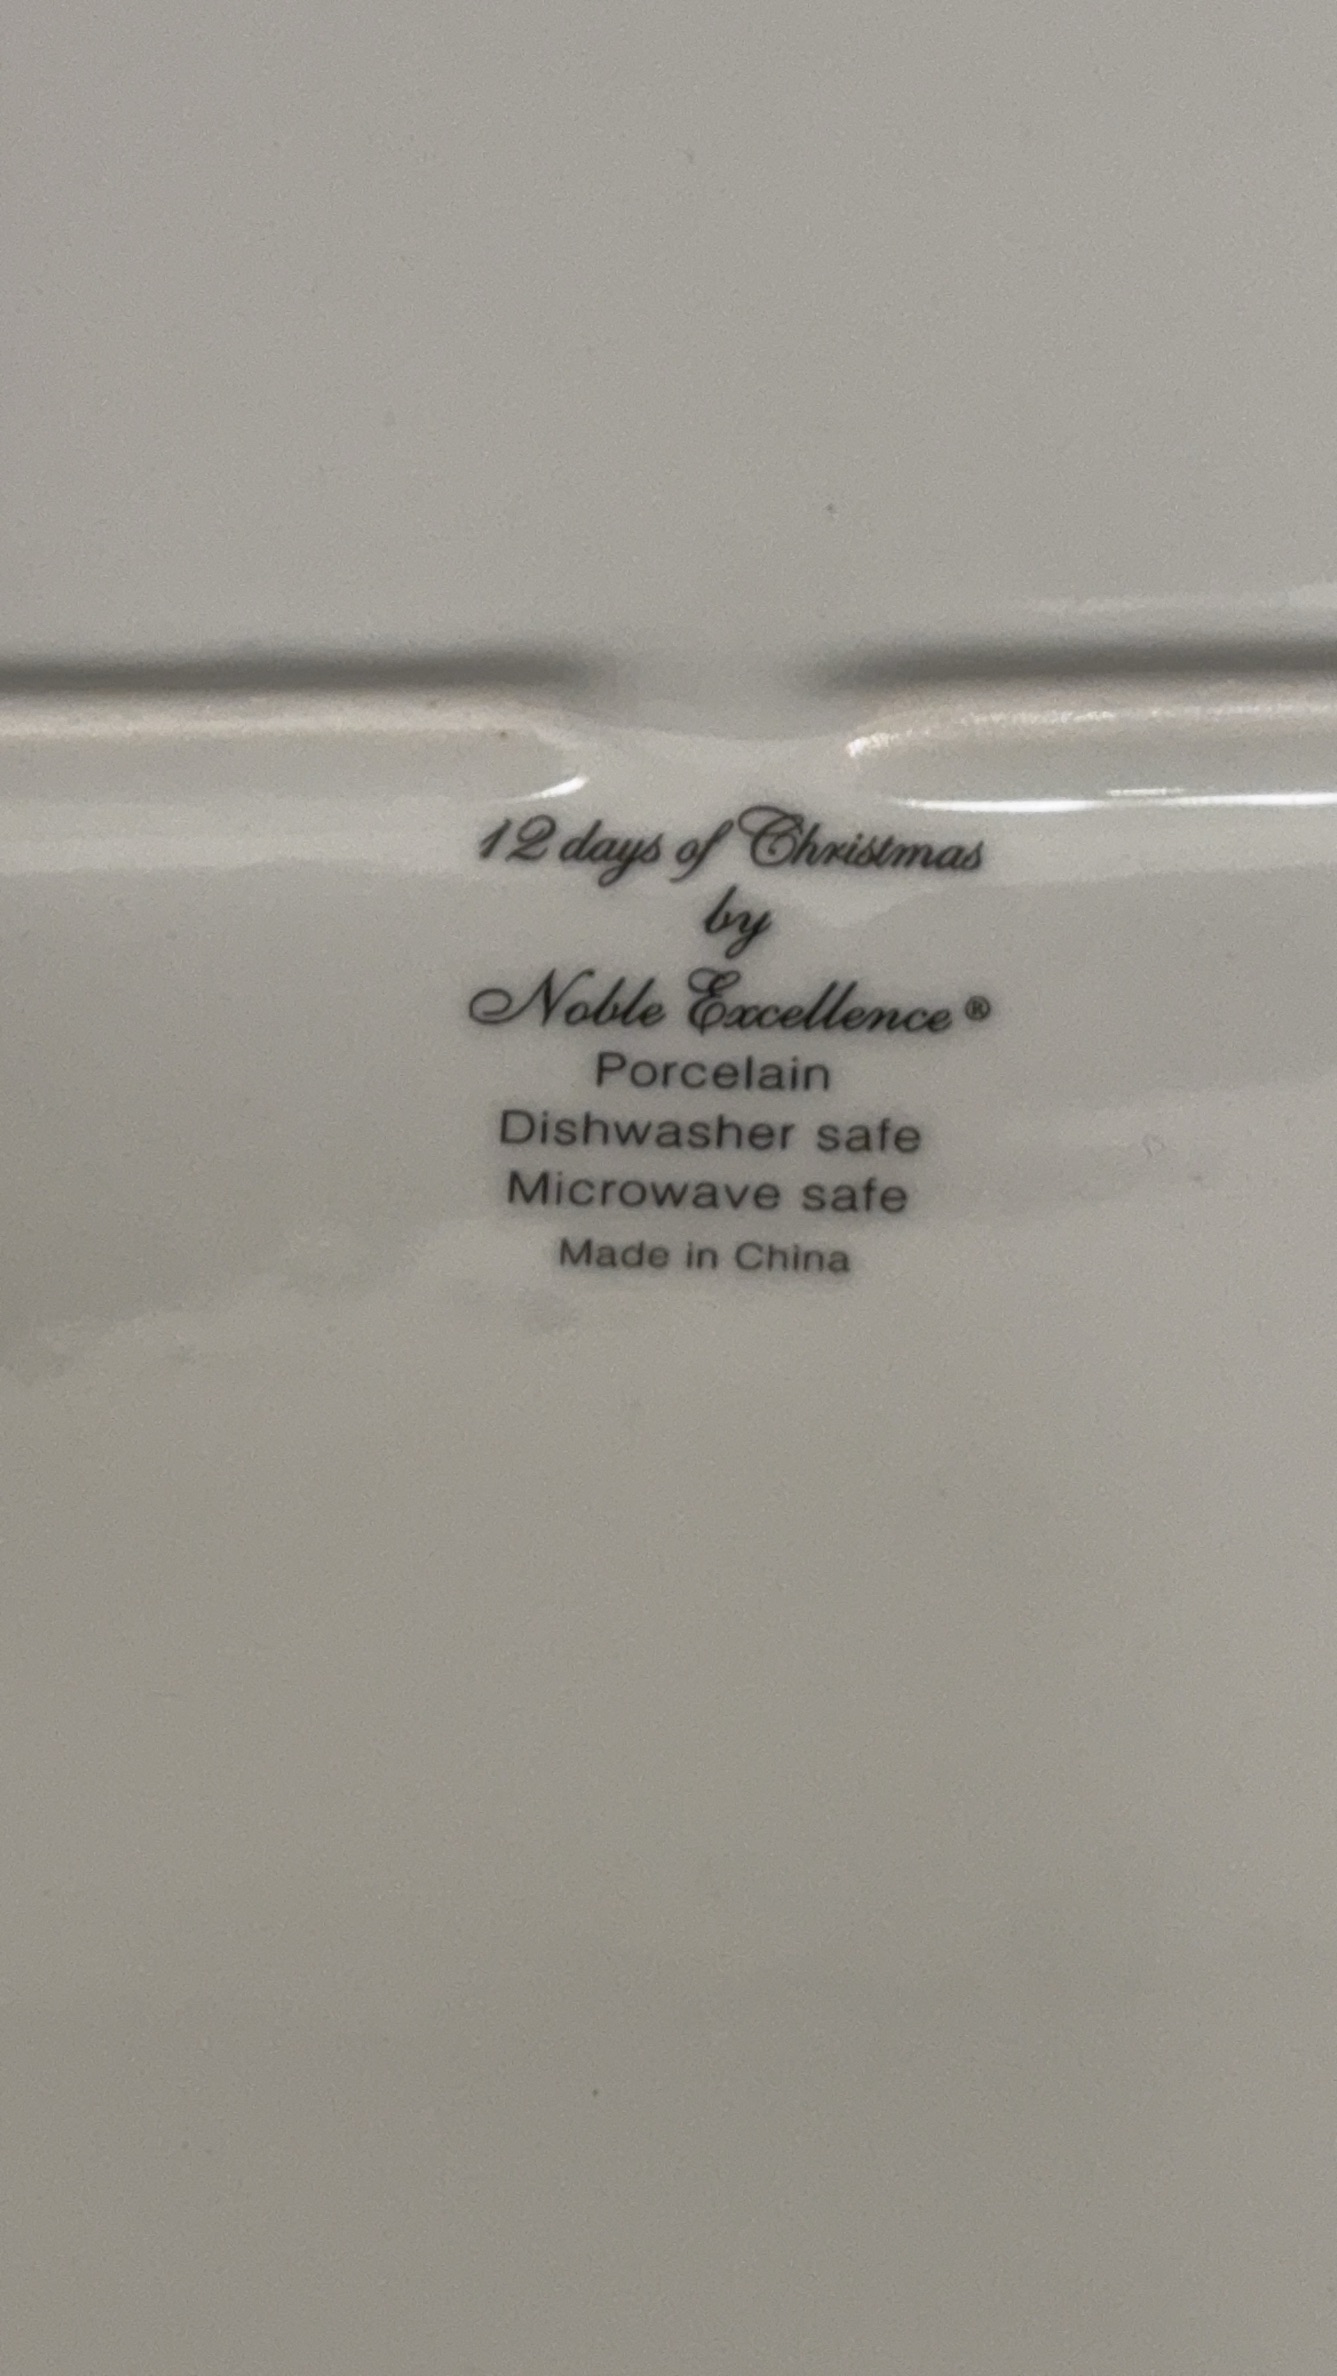 12 days of Christmas
by
Noble Excellence®
Porcelain
Dishwasher safe
Microwave safe
Made in China